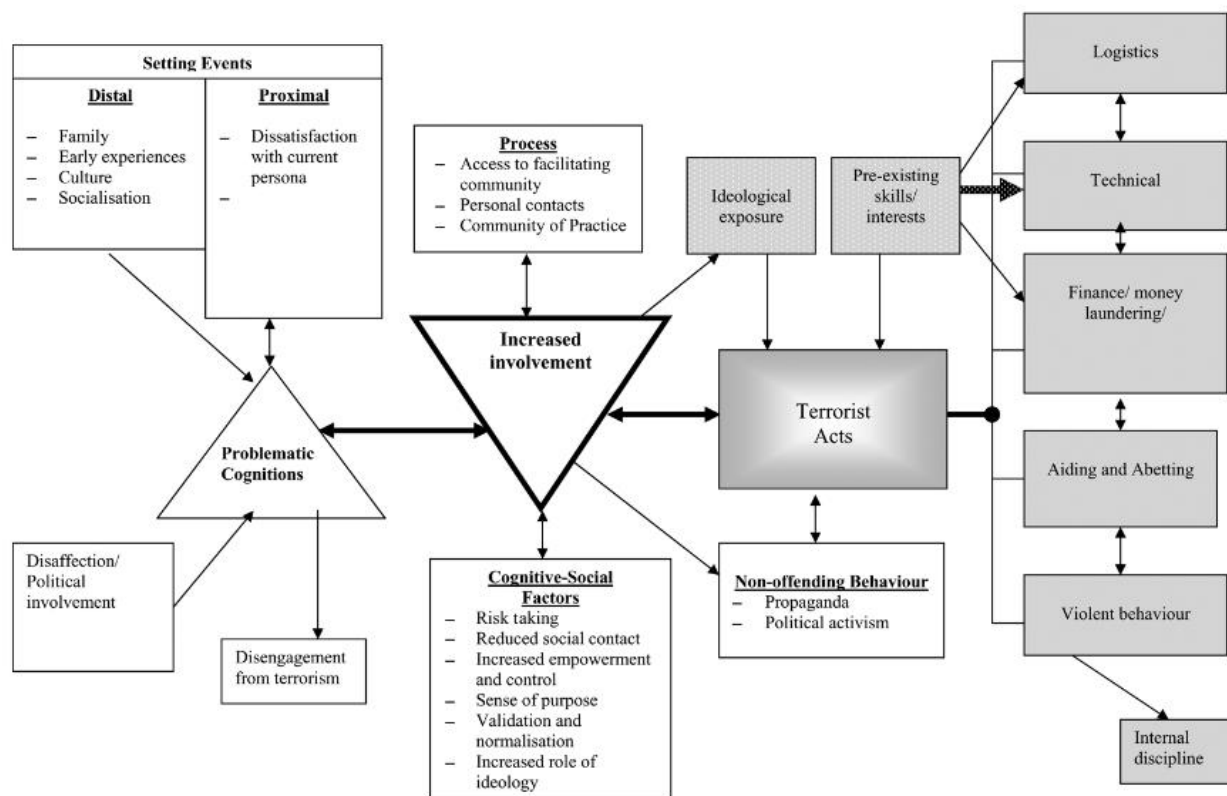 Setting Events
Distal
– Family
– Early experiences
– Culture
– Socialisation
Proximal
– Dissatisfaction
with current
persona
–
Problematic
Cognitions
Disaffection/
Political
involvement
Disengagement
from terrorism
Process
– Access to facilitating
community
– Personal contacts
– Community of Practice
Increased
involvement
Cognitive-Social
Factors
– Risk taking
– Reduced social contact
– Increased empowerment
and control
– Sense of purpose
– Validation and
normalisation
– Increased role of
ideology
Ideological
exposure
Pre-existing
skills/
interests
Terrorist
Acts
Non-offending Behaviour
– Propaganda
– Political activism
Logistics
Technical
Finance/ money
laundering/
Aiding and Abetting
Violent behaviour
Internal
discipline